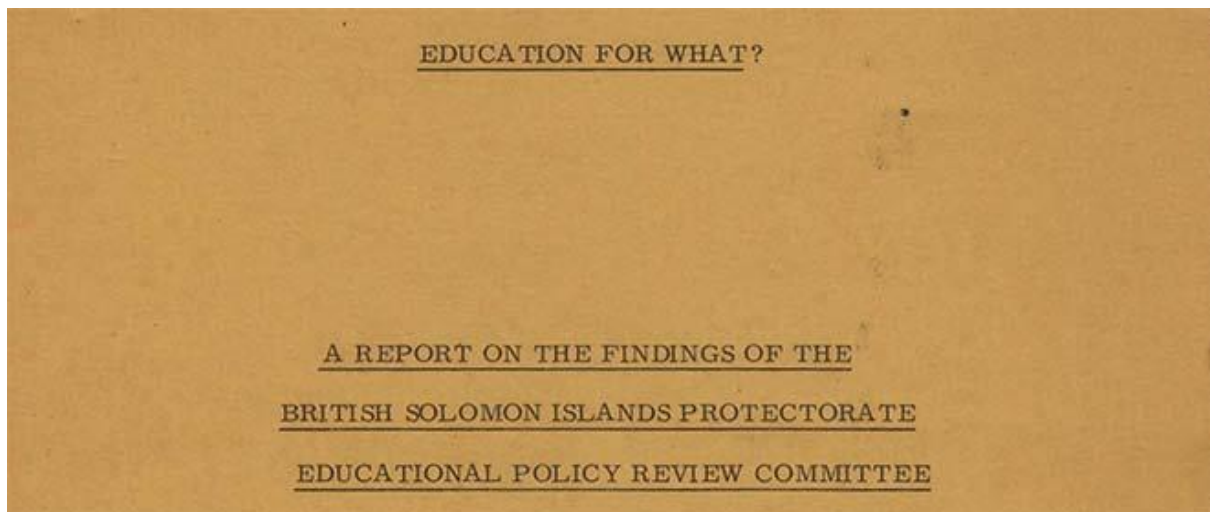 EDUCATION FOR WHAT?
A REPORT ON THE FINDINGS OF THE
BRITISH SOLOMON ISLANDS PROTECTORATE
EDUCATIONAL POLICY REVIEW COMMITTEE